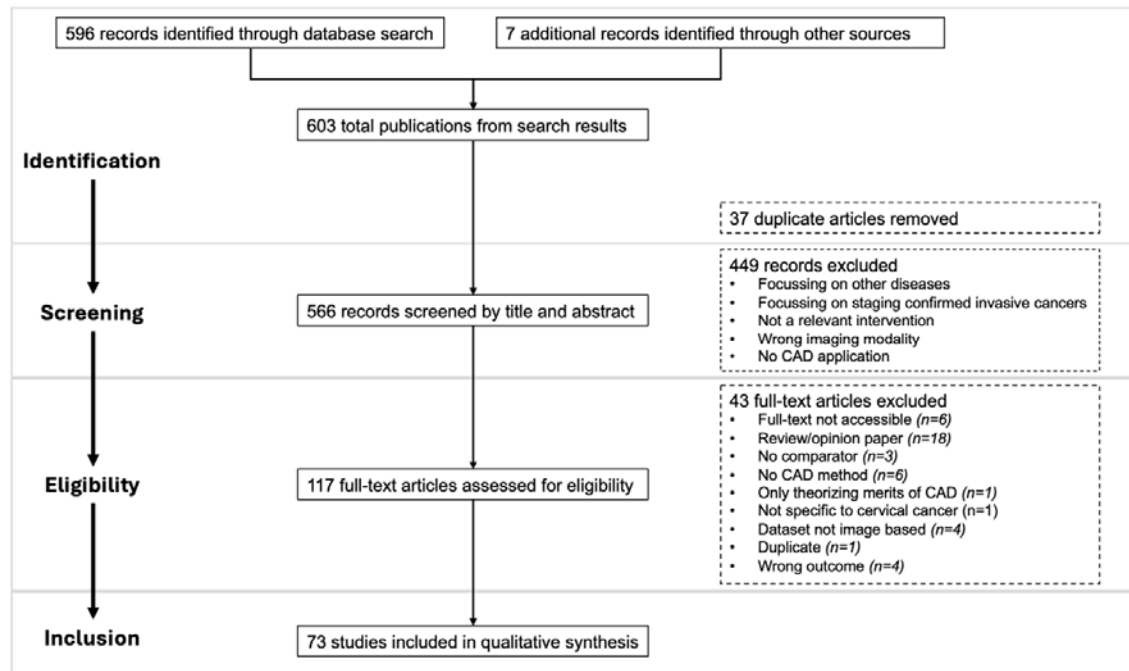 596 records identified through database search
7 additional records identified through other sources
603 total publications from search results
Identification
37 duplicate articles removed
Screening
566 records screened by title and abstract
449 records excluded
• Focussing on other diseases
• Focussing on staging confirmed invasive cancers
• Not a relevant intervention
• Wrong imaging modality
• No CAD application
Eligibility
117 full-text articles assessed for eligibility
43 full-text articles excluded
• Full-text not accessible (n=6)
• Review/opinion paper (n=18)
• No comparator (n=3)
• No CAD method (n=6)
• Only theorizing merits of CAD (n=1)
• Not specific to cervical cancer (n=1)
• Dataset not image based (n=4)
• Duplicate (n=1)
• Wrong outcome (n=4)
Inclusion
73 studies included in qualitative synthesis